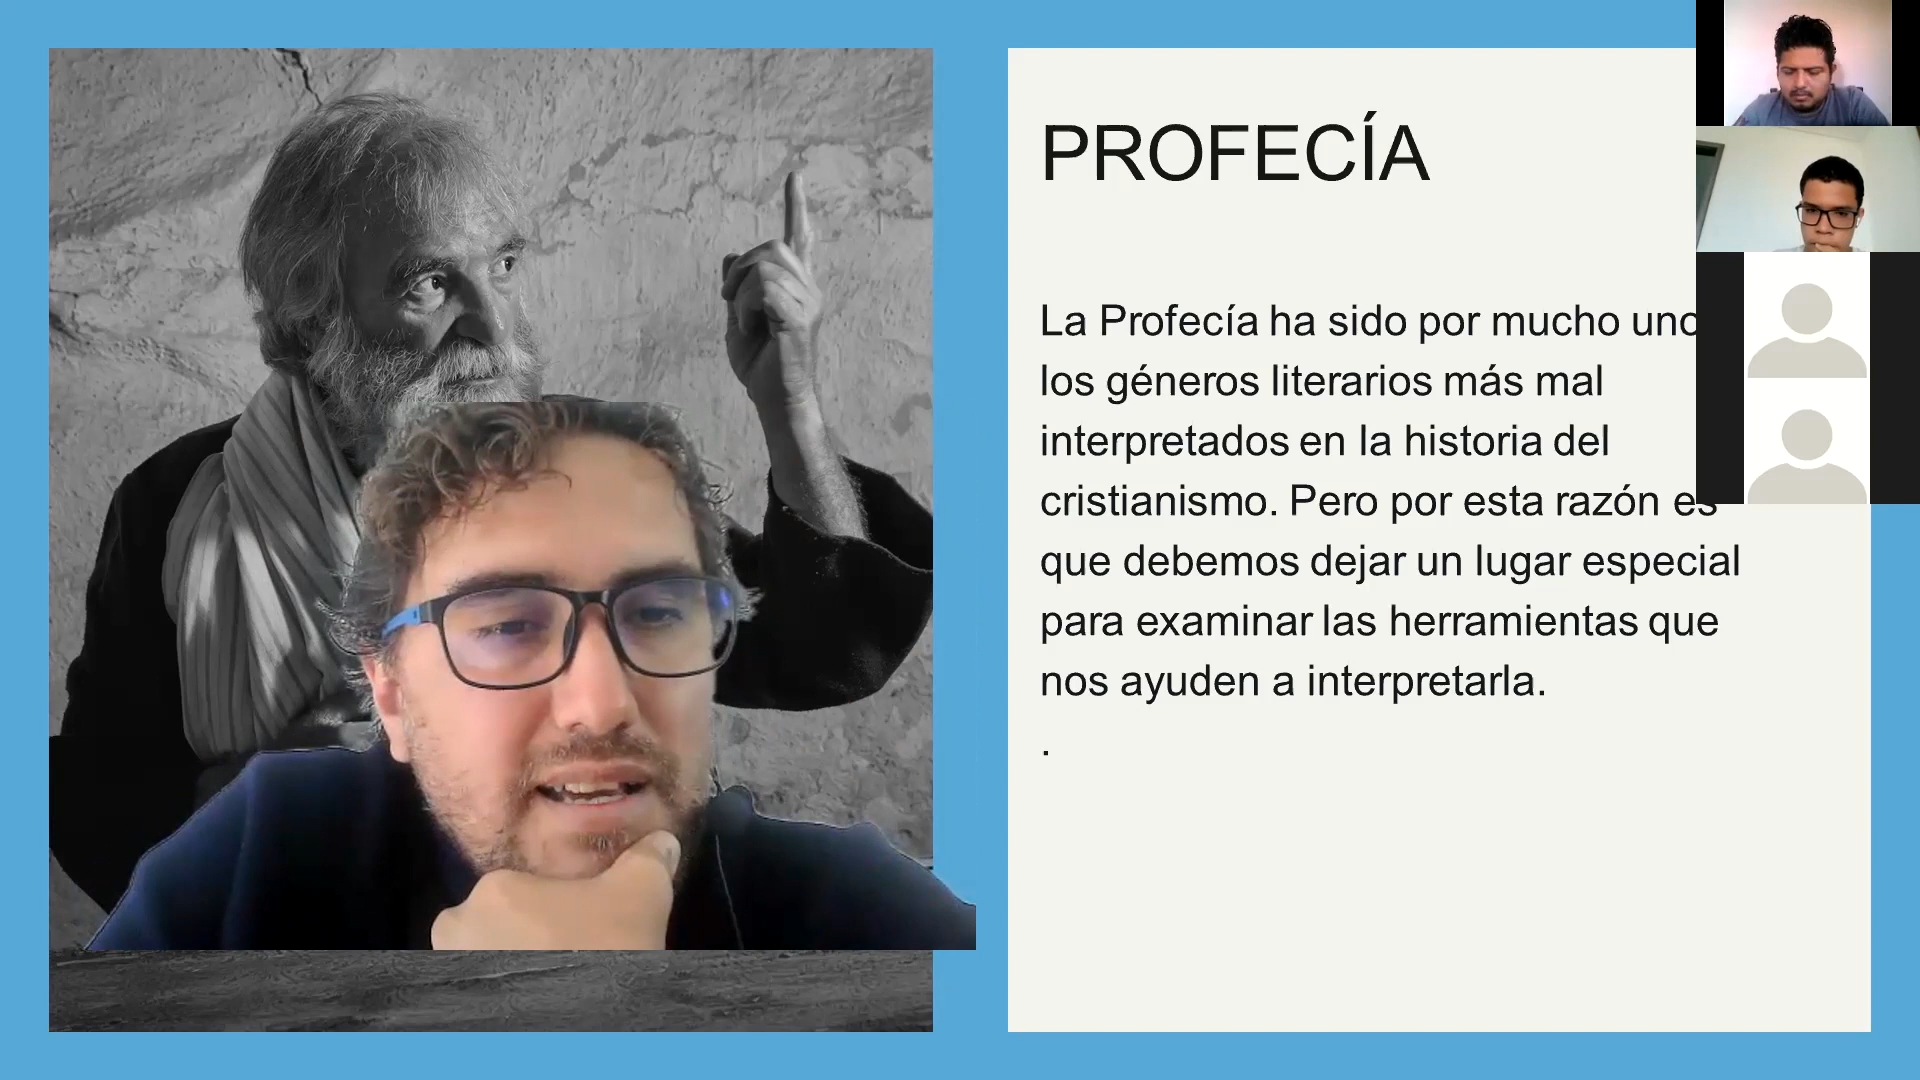 PROFECÍA
La Profecía ha sido por mucho uno
los géneros literarios más mal
interpretados en la historia del
cristianismo. Pero por esta razón es
que debemos dejar un lugar especial
para examinar las herramientas que
nos ayuden a interpretarla.
.